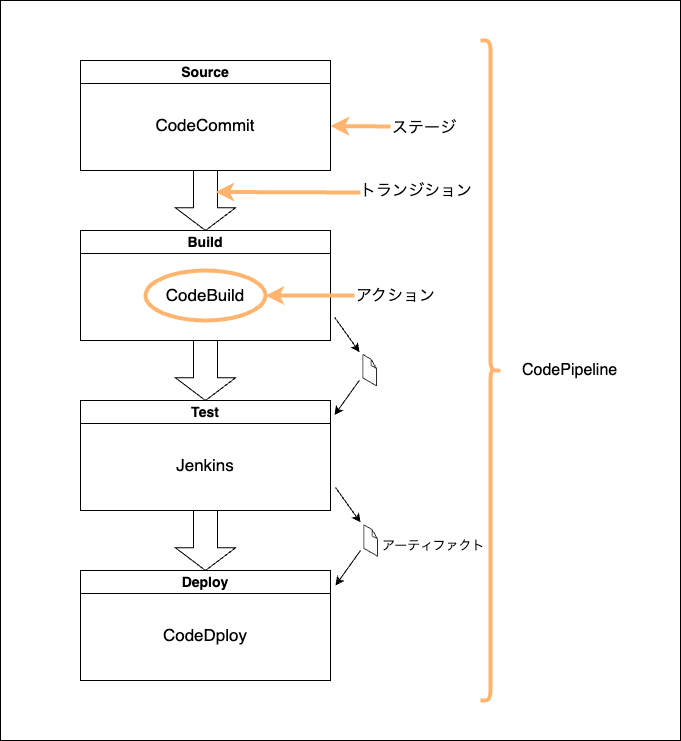 Source
CodeCommit
ステージ
トランジション
Build
CodeBuild
アクション
CodePipeline
Test
Jenkins
アーティファクト
Deploy
CodeDploy